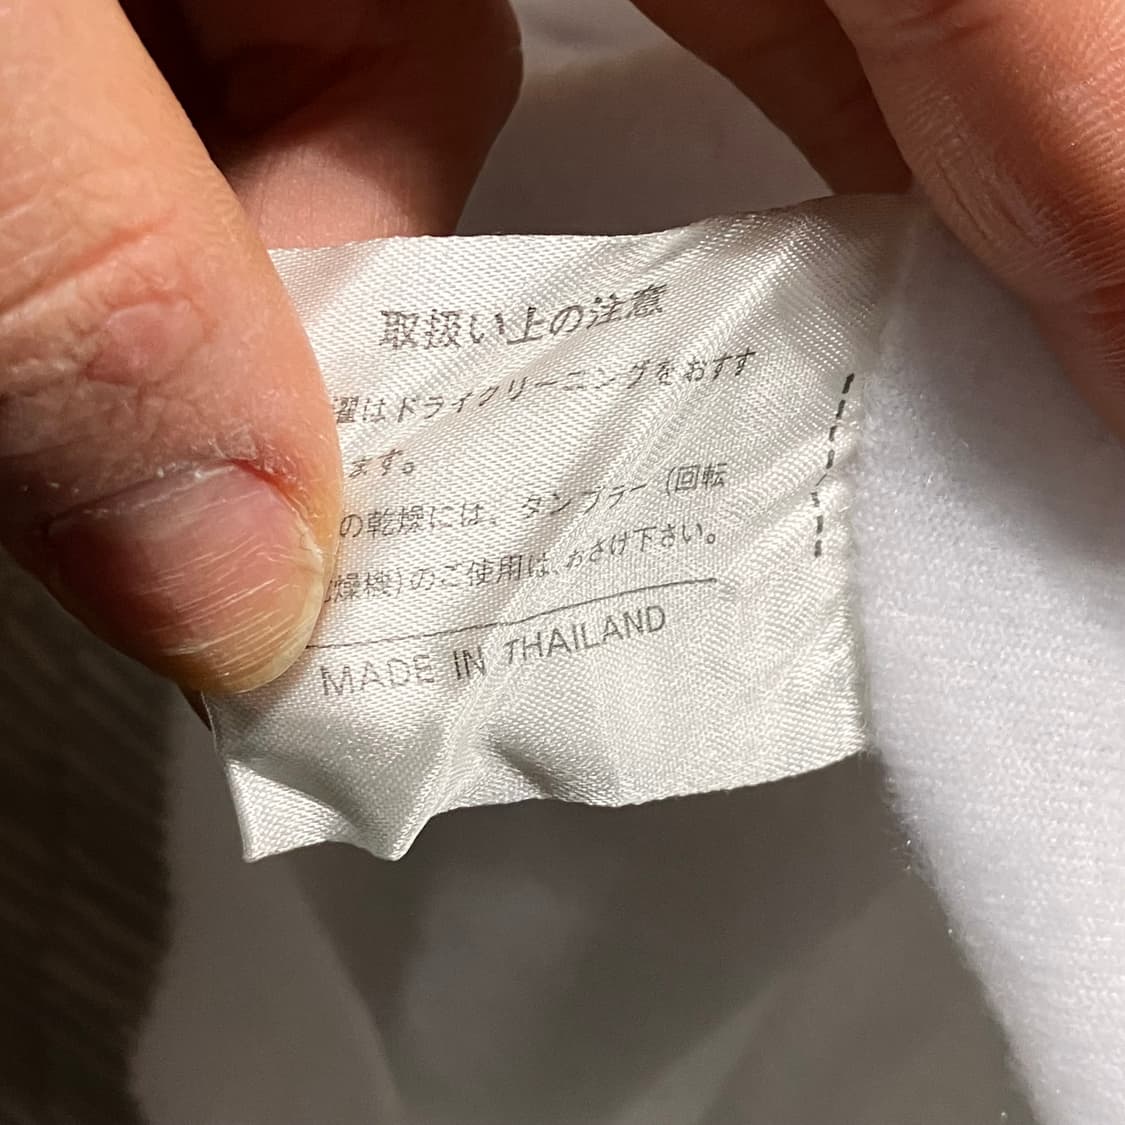 取扱い上の注意
濯はドライクリーニングをおすす
ます。
の乾燥には、タンブラー(回転
燥機)のご使用は、おさけ下さい。
MADE IN THAILAND